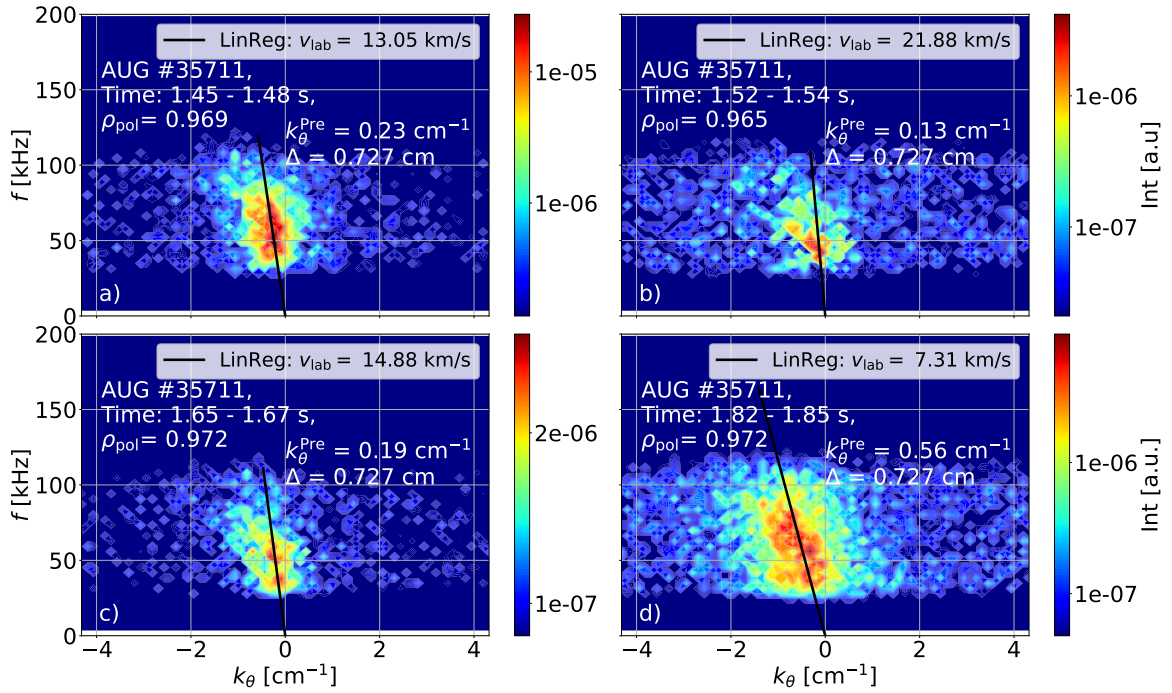 200
150
100
50
0
f [kHz]
LinReg: v_lab = 13.05 km/s
AUG #35711,
Time: 1.45 - 1.48 s,
ρ_pol= 0.969
k_θ^Pre = 0.23 cm⁻¹
Δ = 0.727 cm
a)
1e-05
1e-06
LinReg: v_lab = 21.88 km/s
AUG #35711,
Time: 1.52 - 1.54 s,
ρ_pol= 0.965
k_θ^Pre = 0.13 cm⁻¹
Δ = 0.727 cm
b)
1e-06
1e-07
Int [a.u]
200
150
100
50
0
f [kHz]
LinReg: v_lab = 14.88 km/s
AUG #35711,
Time: 1.65 - 1.67 s,
ρ_pol= 0.972
k_θ^Pre = 0.19 cm⁻¹
Δ = 0.727 cm
c)
−4 −2 0 2 4
k_θ [cm⁻¹]
2e-06
1e-07
LinReg: v_lab = 7.31 km/s
AUG #35711,
Time: 1.82 - 1.85 s,
ρ_pol= 0.972
k_θ^Pre = 0.56 cm⁻¹
Δ = 0.727 cm
d)
−4 −2 0 2 4
k_θ [cm⁻¹]
1e-06
1e-07
Int [a.u.]